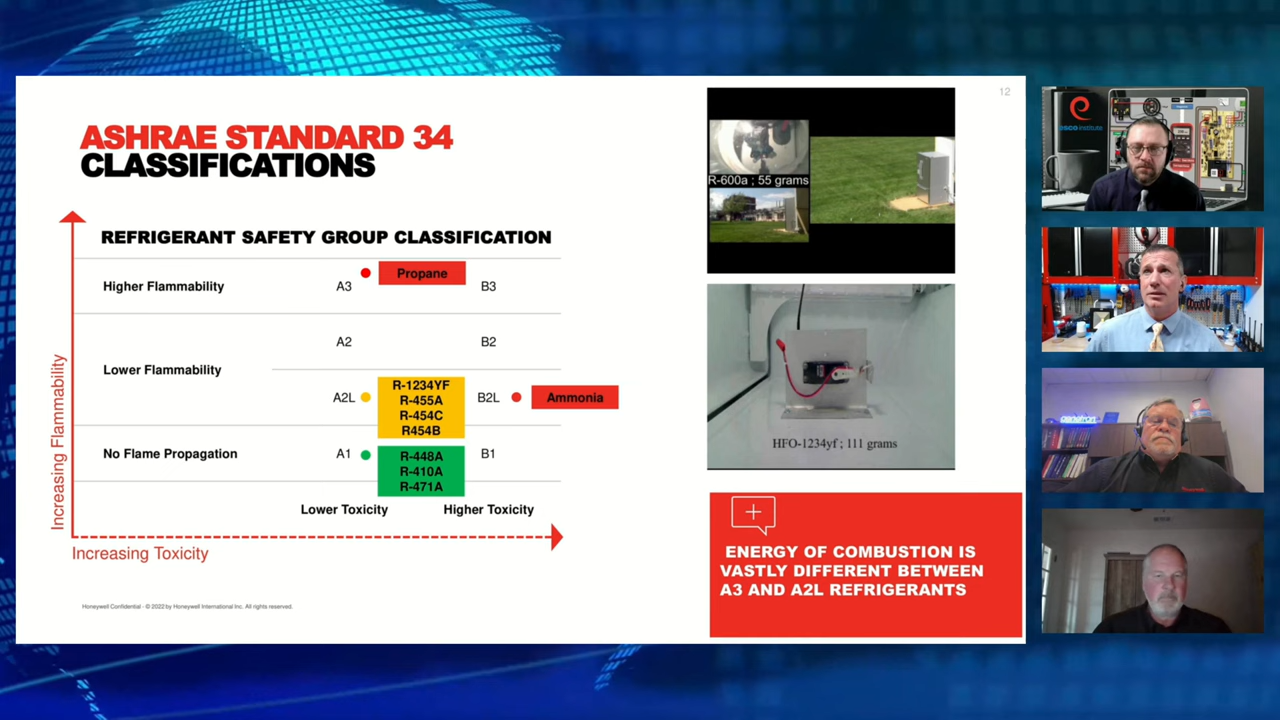 12
ASHRAE STANDARD 34
CLASSIFICATIONS
REFRIGERANT SAFETY GROUP CLASSIFICATION
Higher Flammability
A3
Propane
B3
A2
B2
Lower Flammability
A2L
R-1234YF
R-455A
R-454C
R454B
B2L
Ammonia
No Flame Propagation
A1
R-448A
R-410A
R-471A
B1
Lower Toxicity
Higher Toxicity
Increasing Flammability
Increasing Toxicity
Honeywell Confidential - © 2022 by Honeywell International Inc. All rights reserved.
R-600a ; 55 grams
HFO-1234yf ; 111 grams
ENERGY OF COMBUSTION IS
VASTLY DIFFERENT BETWEEN
A3 AND A2L REFRIGERANTS
esco institute